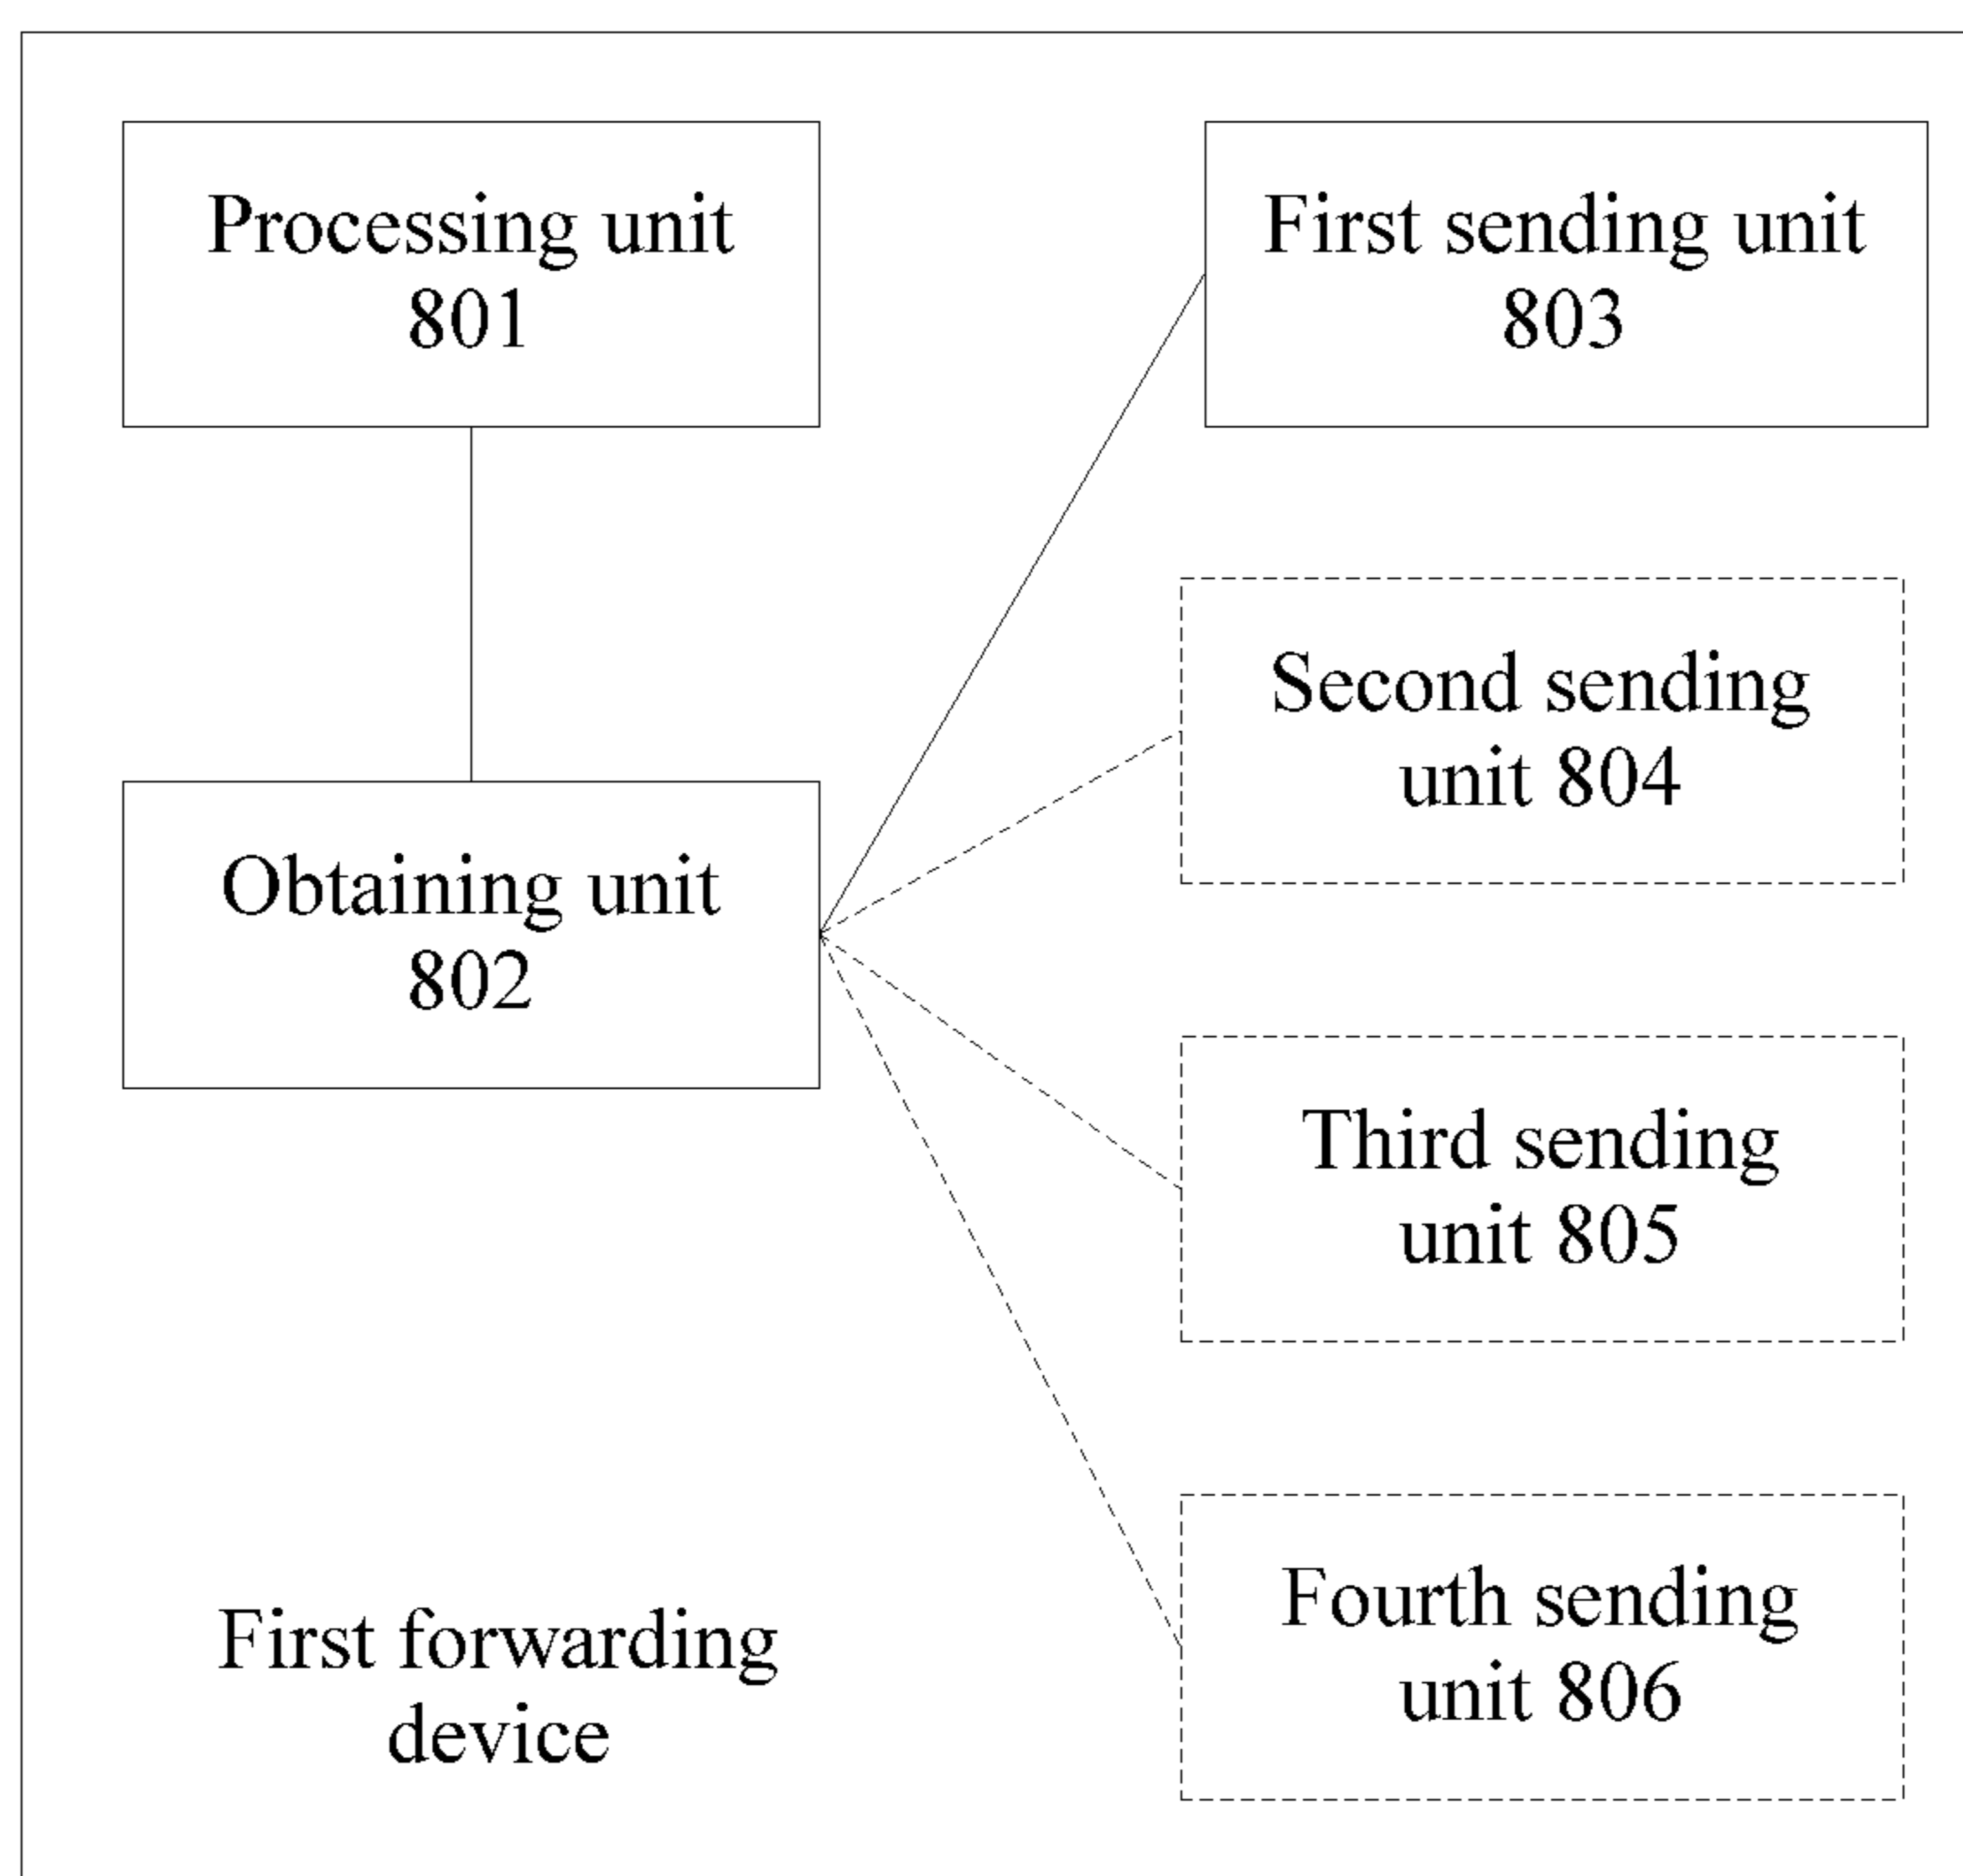 Processing unit
801
First sending unit
803
Second sending
unit 804
Obtaining unit
802
Third sending
unit 805
Fourth sending
unit 806
First forwarding
device